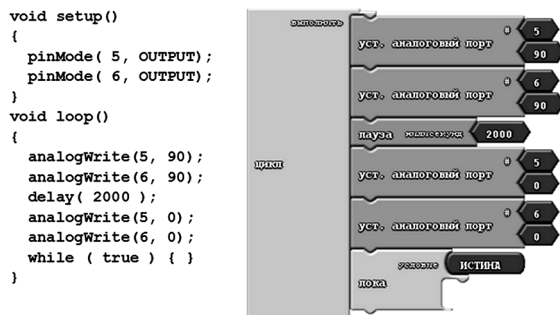 void setup()
{
pinMode( 5, OUTPUT);
pinMode( 6, OUTPUT);
}
void loop()
{
analogWrite(5, 90);
analogWrite(6, 90);
delay( 2000 );
analogWrite(5, 0);
analogWrite(6, 0);
while ( true ) { }
}
цикл
выполнять
уст. аналоговый порт # 5
90
уст. аналоговый порт # 6
90
пауза миллисекунд 2000
уст. аналоговый порт # 5
0
уст. аналоговый порт # 6
0
пока условие ИСТИНА